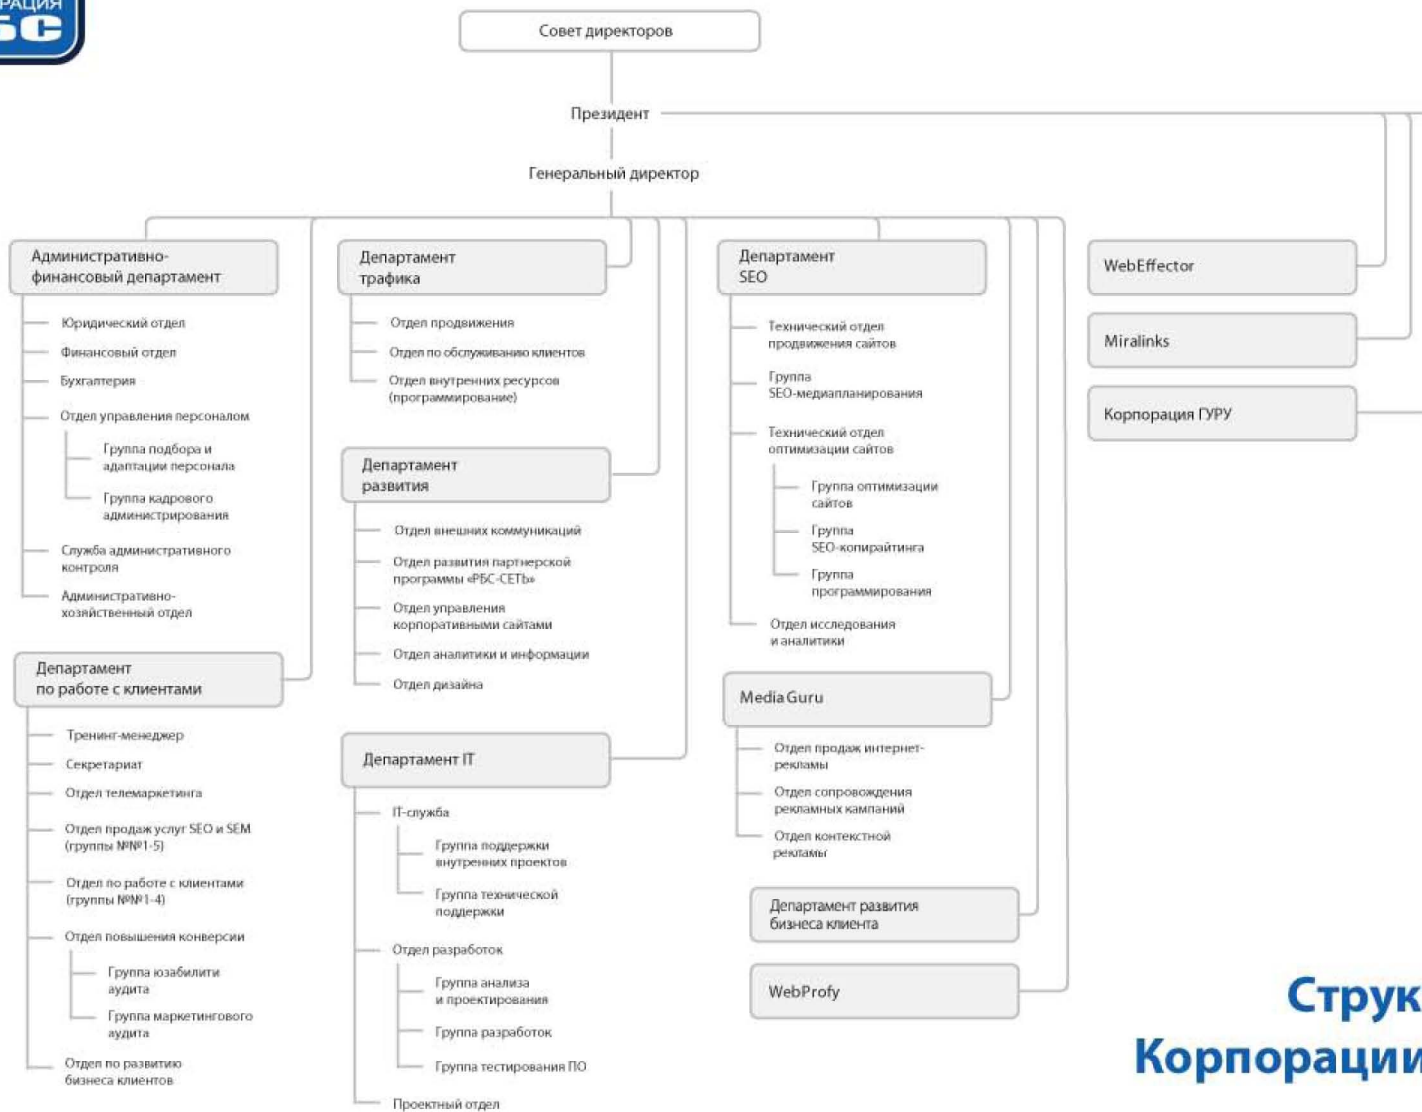 РАЦИЯ
БС
Совет директоров
Президент
Генеральный директор
Административно-
финансовый департамент
Юридический отдел
Финансовый отдел
Бухгалтерия
Отдел управления персоналом
Группа подбора и
адаптации персонала
Группа кадрового
администрирования
Служба административного
контроля
Административно-
хозяйственный отдел
Департамент
по работе с клиентами
Тренинг-менеджер
Секретариат
Отдел телемаркетинга
Отдел продаж услуг SEO и SEM
(группы №№1-5)
Отдел по работе с клиентами
(группы №№1-4)
Отдел повышения конверсии
Группа юзабилити
аудита
Группа маркетингового
аудита
Отдел по развитию
бизнеса клиентов
Департамент
трафика
Отдел продвижения
Отдел по обслуживанию клиентов
Отдел внутренних ресурсов
(программирование)
Департамент
развития
Отдел внешних коммуникаций
Отдел развития партнерской
программы «РБС-СЕТЬ»
Отдел управления
корпоративными сайтами
Отдел аналитики и информации
Отдел дизайна
Департамент IT
IT-служба
Группа поддержки
внутренних проектов
Группа технической
поддержки
Отдел разработок
Группа анализа
и проектирования
Группа разработок
Группа тестирования ПО
Проектный отдел
Департамент
SEO
Технический отдел
продвижения сайтов
Группа
SEO-медиапланирования
Технический отдел
оптимизации сайтов
Группа оптимизации
сайтов
Группа
SEO-копирайтинга
Группа
программирования
Отдел исследования
и аналитики
Media Guru
Отдел продаж интернет-
рекламы
Отдел сопровождения
рекламных кампаний
Отдел контекстной
рекламы
Департамент развития
бизнеса клиента
WebProfy
WebEffector
Miralinks
Корпорация ГУРУ
Струк
Корпорации